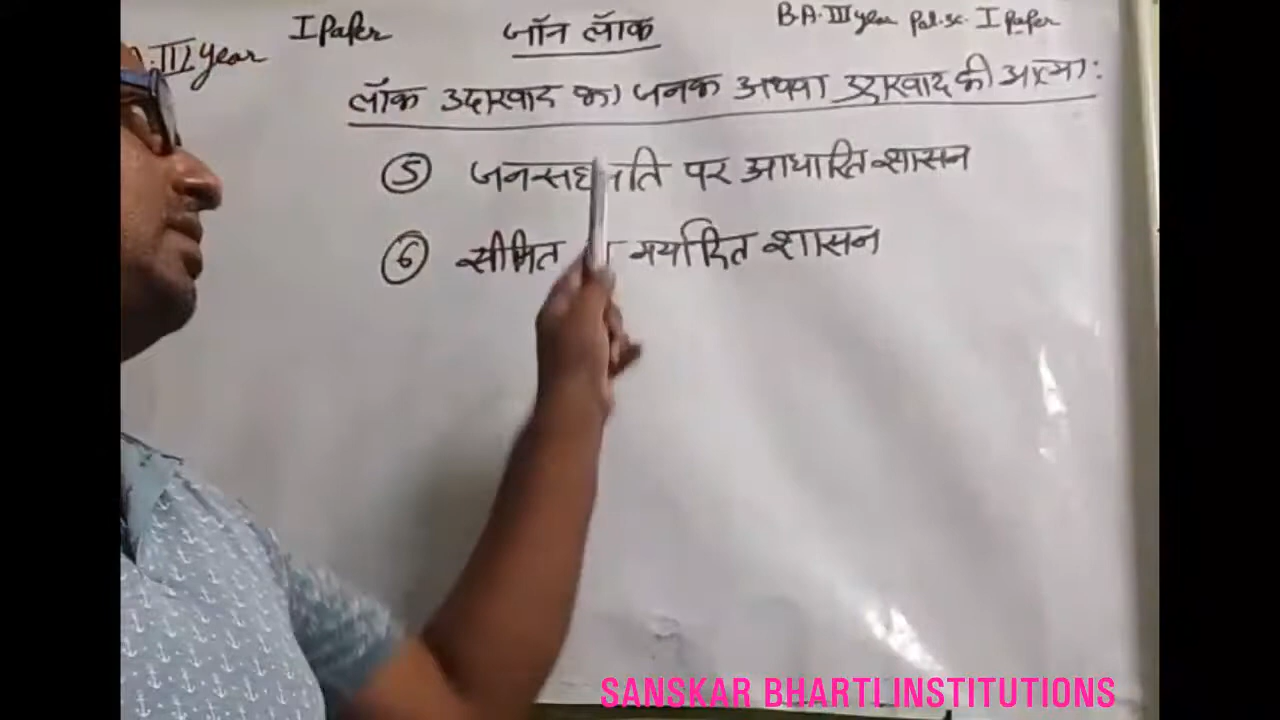 III Year I Paper जॉन लॉक B.A. III year Pol.sc. I Paper
लॉक उदारवाद का जनक अथवा उदारवाद की आत्मा :
⑤ जनसहमति पर आधारित शासन
⑥ सीमित मर्यादित शासन
SANSKAR BHARTI INSTITUTIONS